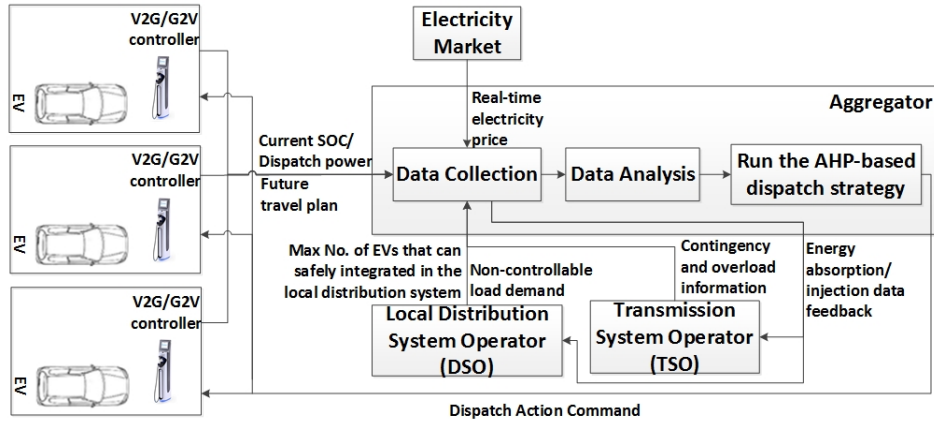 V2G/G2V
controller
EV
V2G/G2V
controller
EV
V2G/G2V
controller
EV
Electricity
Market
Real-time
electricity
price
Aggregator
Current SOC/
Dispatch power
Future
travel plan
Data Collection
Data Analysis
Run the AHP-based
dispatch strategy
Max No. of EVs that can
safely integrated in the
local distribution system
Non-controllable
load demand
Contingency
and overload
information
Energy
absorption/
injection data
feedback
Local Distribution
System Operator
(DSO)
Transmission
System Operator
(TSO)
Dispatch Action Command